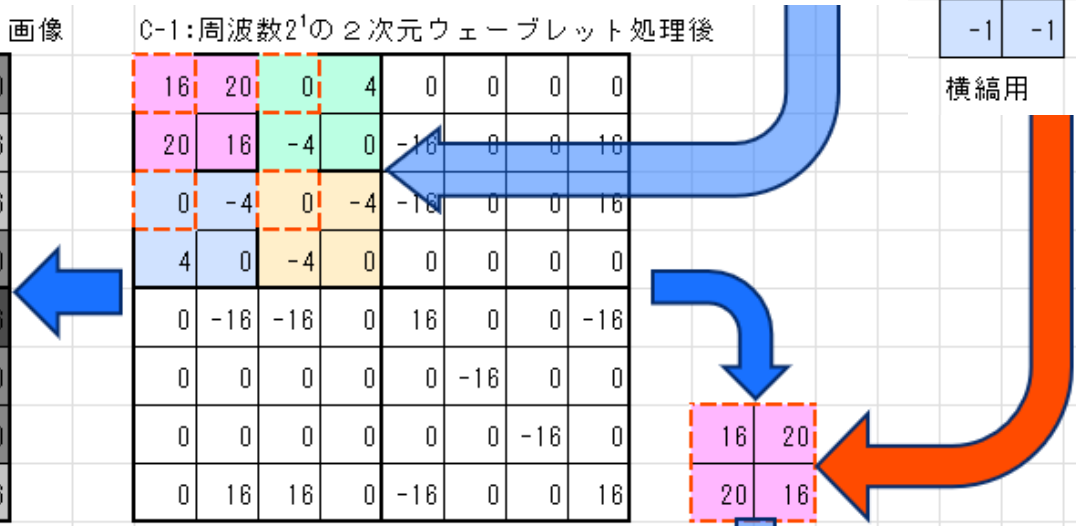 画像
C-1:周波数2¹の２次元ウェーブレット処理後
-1 -1
横縞用
16 20 0 4 0 0 0 0
20 16 -4 0 -16 0 0 16
0 -4 0 -4 -16 0 0 16
4 0 -4 0 0 0 0 0
0 -16 -16 0 16 0 0 -16
0 0 0 0 0 -16 0 0
0 0 0 0 0 0 -16 0
0 16 16 0 -16 0 0 16
16 20
20 16